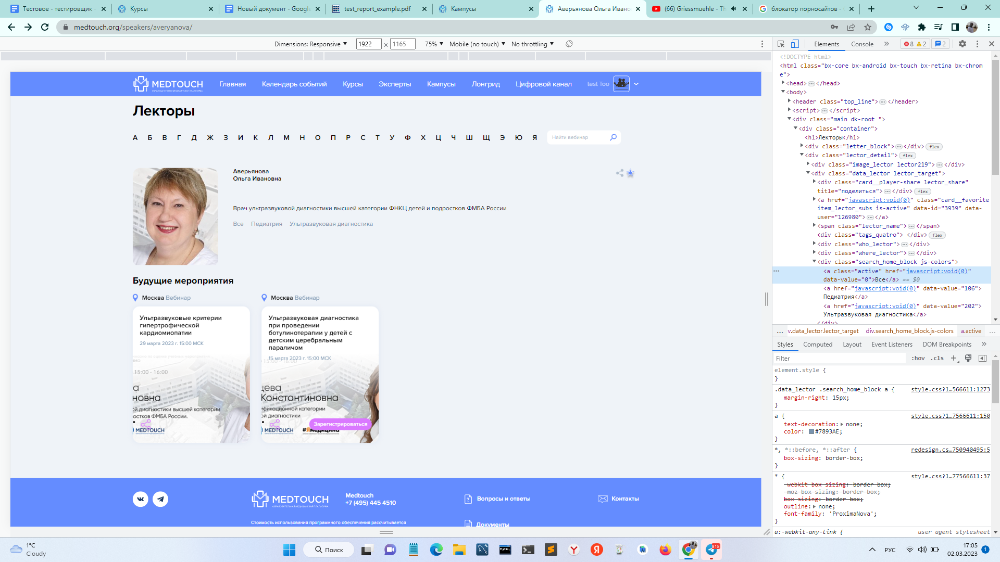 Тестовое - тестировщик -
Курсы
Новый документ - Google
test_report_example.pdf
Кампусы
Аверьянова Ольга Ивано
(66) Griessmuehle - Th
блокатор порносайтов -
medtouch.org/speakers/averyanova/
Dimensions: Responsive
1922 × 1165
75%
Mobile (no touch)
No throttling
MEDTOUCH
Главная
Календарь событий
Курсы
Эксперты
Кампусы
Лонгрид
Цифровой канал
test Too
Лекторы
А Б В Г Д Ж З И К Л М Н О П Р С Т У Ф Х Ц Ч Ш Щ Э Ю Я
Найти вебинар
Аверьянова
Ольга Ивановна
Врач ультразвуковой диагностики высшей категории ФНКЦ детей и подростков ФМБА России
Все Педиатрия Ультразвуковая диагностика
Будущие мероприятия
Москва Вебинар
Ультразвуковые критерии
гипертрофической
кардиомиопатии
29 марта 2023 г. 15:00 МСК
15:00 - 16:00
а
новна
ой диагностики высшей категории
остков ФМБА России.
MEDTOUCH
Москва Вебинар
Ультразвуковая диагностика
при проведении
ботулинотерапии у детей с
детским церебральным
параличом
15 марта 2023 г. 15:00 МСК
15:00 - 16:00
цева
Константиновна
ификационной категории
ой диагностики
Зарегистрироваться
MEDTOUCH
#Ямедицина
MEDTOUCH
Medtouch
+7 (495) 445 4510
Вопросы и ответы
Контакты
Стоимость использования программного обеспечения рассчитывается
Документы
Elements Console » 8 2 2
<!DOCTYPE html>
<html class="bx-core bx-android bx-touch bx-retina bx-chrom
e">
<head> … </head>
<body>
<header class="top_line"> … </header>
<script> … </script>
<div class="main dk-root ">
<div class="container">
<h1>Лекторы</h1>
<div class="letter_block"> … </div> flex
<div class="lector_detail"> flex
<div class="image_lector lector219"> … </div>
<div class="data_lector lector_target">
<div class="card__player-share lector_share"
title="поделиться"> … </div> flex
<a href="javascript:void(0)" class="card__favorite
item_lector_subs is-active" data-id="3939" data-
user="126980"> … </a>
<span class="lector_name"> … </span>
<div class="tags_quatro"> </div> flex
<div class="who_lector"> … </div>
<div class="where_lector"> … </div>
<div class="search_home_block js-colors">
<a class="active" href="javascript:void(0)"
data-value="0">Все</a> == $0
<a href="javascript:void(0)" data-value="106">
Педиатрия</a>
<a href="javascript:void(0)" data-value="202">
Ультразвуковая диагностика</a>
</div>
… v.data_lector.lector_target div.search_home_block.js-colors a.active …
Styles Computed Layout Event Listeners DOM Breakpoints »
Filter :hov .cls +
element.style {
}
.data_lector .search_home_block a { style.css?1…566611:1273
margin-right: 15px;
}
a { style.css?1…7566611:150
text-decoration: none;
color: #7893AE;
}
*, *::before, *::after { redesign.cs…750940495:5
box-sizing: border-box;
}
* { style.css?1…77566611:37
-webkit-box-sizing: border-box;
-moz-box-sizing: border-box;
box-sizing: border-box;
outline: none;
font-family: 'ProximaNova';
}
a:-webkit-any-link { user agent stylesheet
1°C
Cloudy
Поиск
818
РУС
17:05
02.03.2023
1